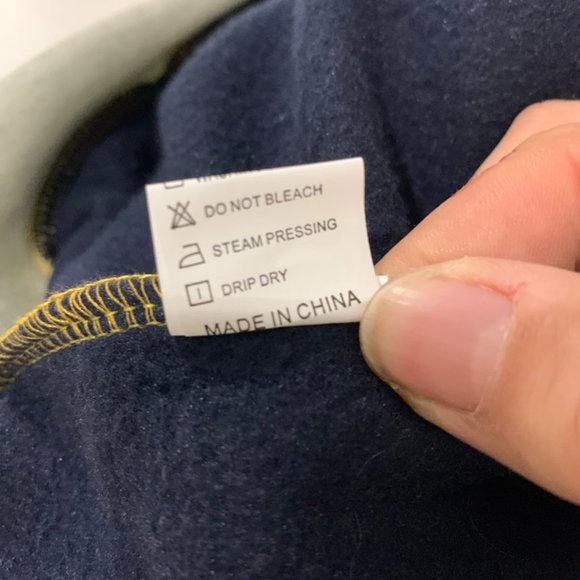 DO NOT BLEACH
STEAM PRESSING
DRIP DRY
MADE IN CHINA